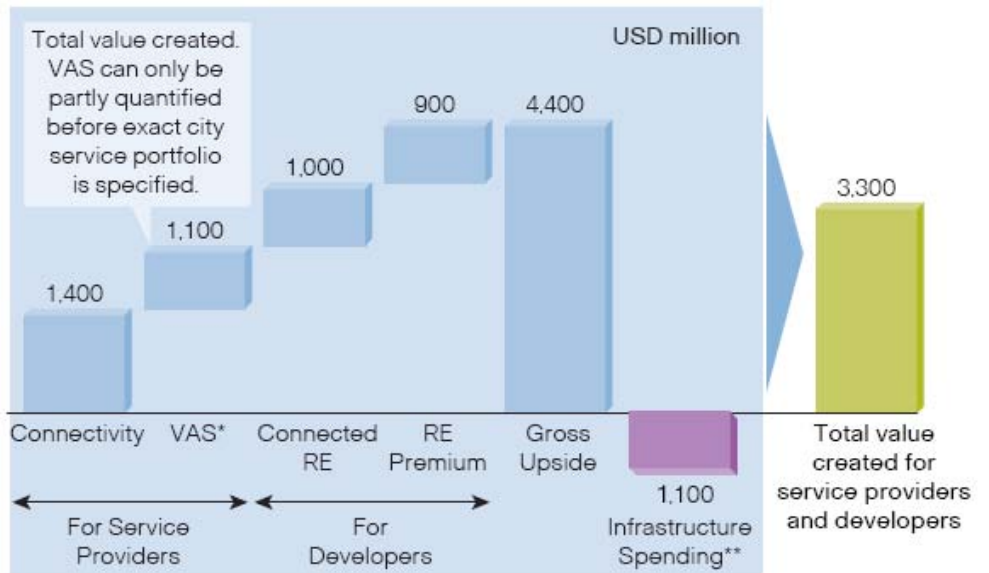 USD million
Total value created.
VAS can only be
partly quantified
before exact city
service portfolio
is specified.
1,400
1,100
1,000
900
4,400
3,300
Connectivity
VAS*
Connected
RE
RE
Premium
Gross
Upside
1,100
Infrastructure
Spending**
Total value
created for
service providers
and developers
For Service
Providers
For
Developers